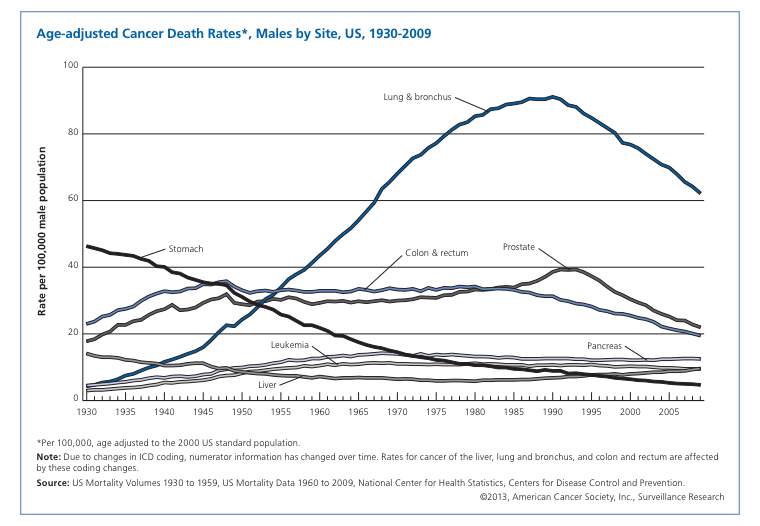 Age-adjusted Cancer Death Rates*, Males by Site, US, 1930-2009
100
Lung & bronchus
80
60
Rate per 100,000 male population
Stomach
Colon & rectum
Prostate
40
20
Leukemia
Pancreas
Liver
0
1930 1935 1940 1945 1950 1955 1960 1965 1970 1975 1980 1985 1990 1995 2000 2005
*Per 100,000, age adjusted to the 2000 US standard population.
Note: Due to changes in ICD coding, numerator information has changed over time. Rates for cancer of the liver, lung and bronchus, and colon and rectum are affected
by these coding changes.
Source: US Mortality Volumes 1930 to 1959, US Mortality Data 1960 to 2009, National Center for Health Statistics, Centers for Disease Control and Prevention.
©2013, American Cancer Society, Inc., Surveillance Research